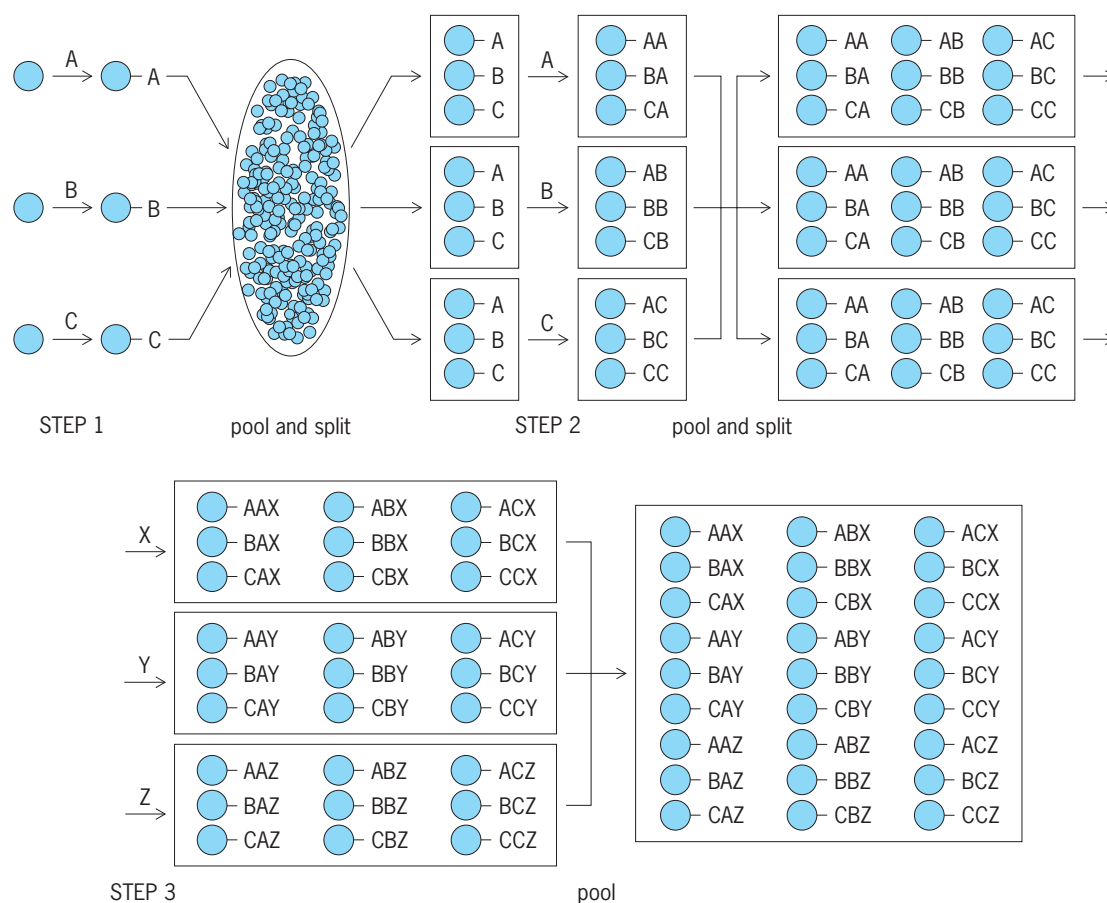 A A A A AA AA AB AC
B BA BA BB BC
C CA CA CB CC
B B A B AB AA AB AC
B BB BA BB BC
C CB CA CB CC
C C A C AC AA AB AC
B BC BA BB BC
C CC CA CB CC
STEP 1 pool and split STEP 2 pool and split
X AAX ABX ACX
BAX BBX BCX
CAX CBX CCX
Y AAY ABY ACY
BAY BBY BCY
CAY CBY CCY
Z AAZ ABZ ACZ
BAZ BBZ BCZ
CAZ CBZ CCZ
AAX ABX ACX
BAX BBX BCX
CAX CBX CCX
AAY ABY ACY
BAY BBY BCY
CAY CBY CCY
AAZ ABZ ACZ
BAZ BBZ BCZ
CAZ CBZ CCZ
STEP 3 pool